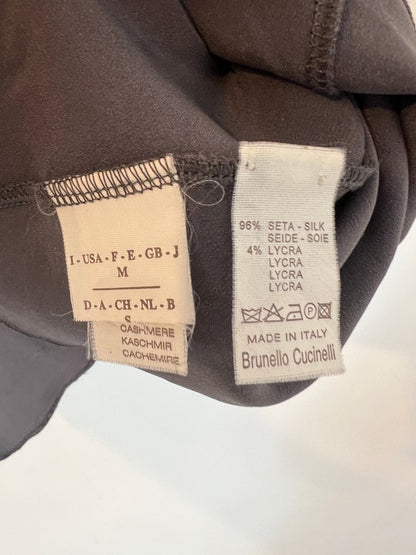 I - USA - F - E - GB - J
M
D - A - CH - NL - B
S
CASHMERE
KASCHMIR
CACHEMIRE
96% SETA - SILK
SEIDE - SOIE
4% LYCRA
LYCRA
LYCRA
LYCRA
MADE IN ITALY
Brunello Cucinelli